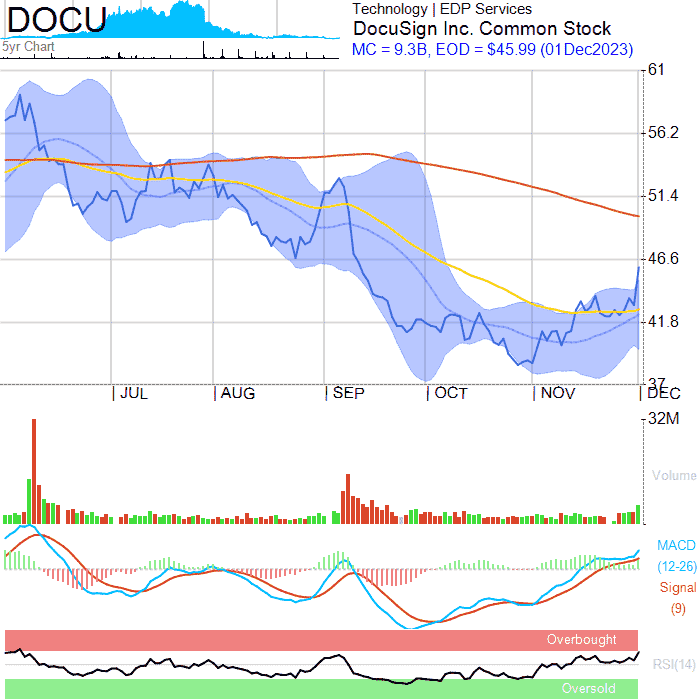 DOCU
5yr Chart
Technology | EDP Services
DocuSign Inc. Common Stock
MC = 9.3B, EOD = $45.99 (01Dec2023)
61
56.2
51.4
46.6
41.8
37
JUL AUG SEP OCT NOV DEC
32M
Volume
MACD
(12-26)
Signal
(9)
Overbought
RSI(14)
Oversold